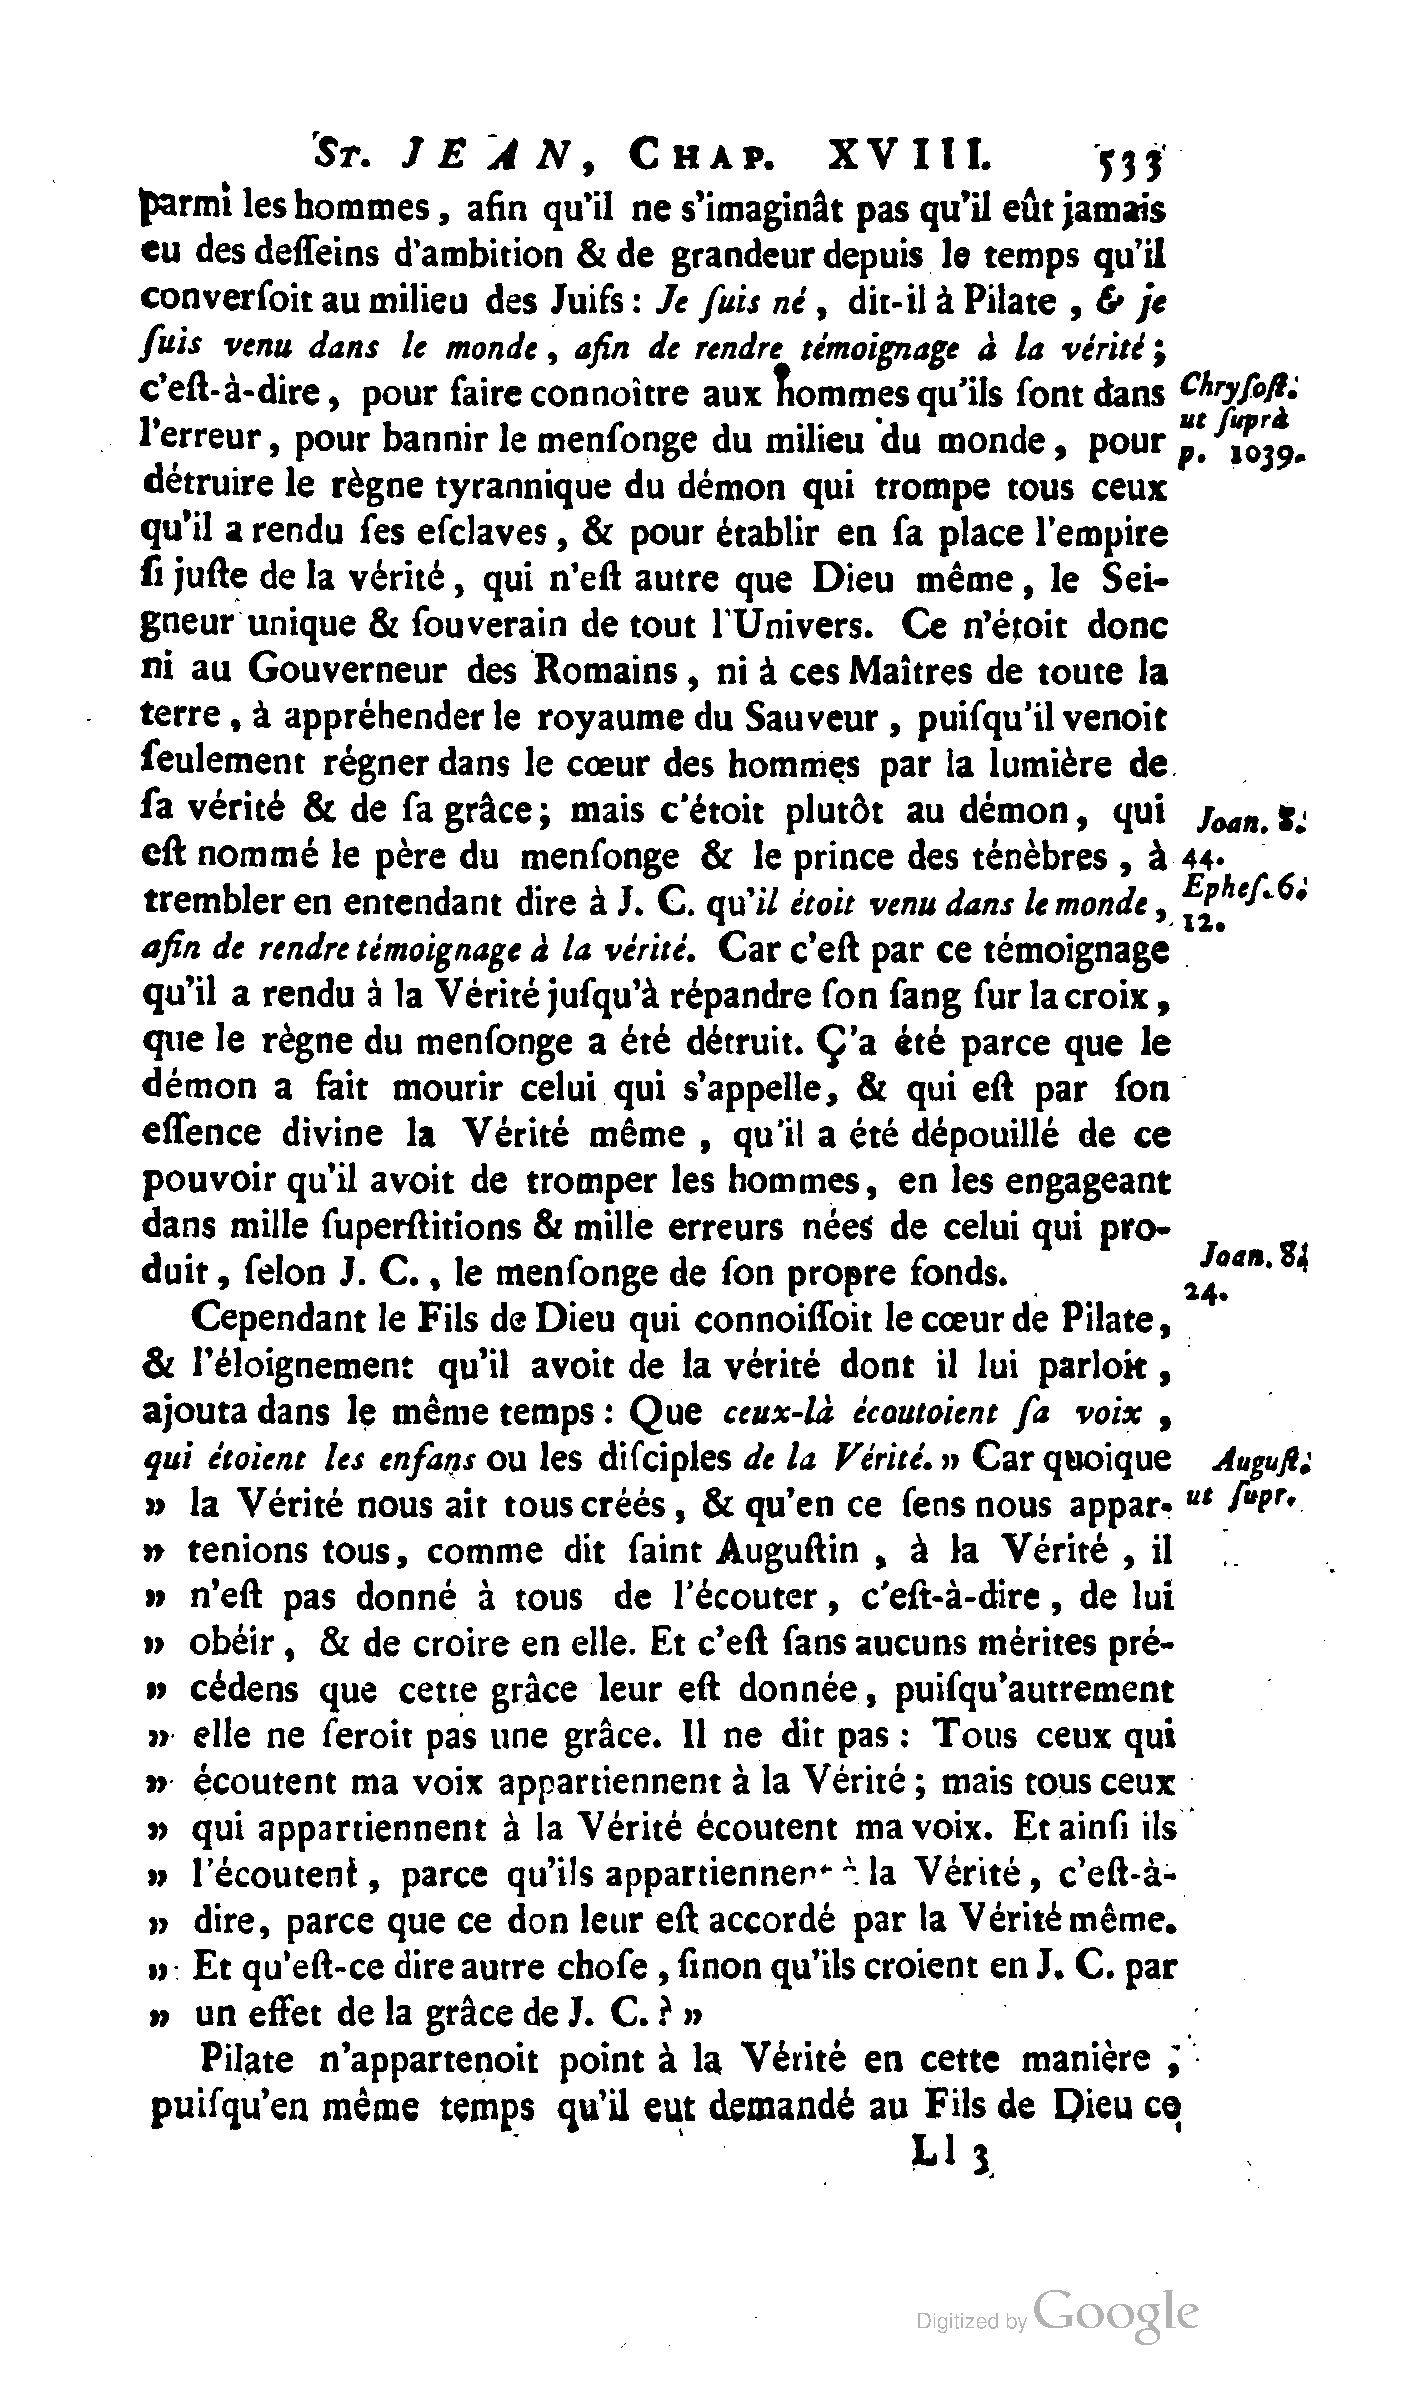 St. JEAN, CHAP. XVIII. 533
parmi les hommes, afin qu'il ne s'imaginât pas qu'il eût jamais
eu des deſſeins d'ambition & de grandeur depuis le temps qu'il
converſoit au milieu des Juifs : Je ſuis né, dit-il à Pilate, & je
ſuis venu dans le monde, afin de rendre témoignage à la vérité;
c'eſt-à-dire, pour faire connoître aux hommes qu'ils ſont dans
Chryſoſt.
l'erreur, pour bannir le menſonge du milieu du monde, pour
ut ſuprà
p. 1039.
détruire le règne tyrannique du démon qui trompe tous ceux
qu'il a rendu ſes eſclaves, & pour établir en ſa place l'empire
ſi juſte de la vérité, qui n'eſt autre que Dieu même, le Sei-
gneur unique & ſouverain de tout l'Univers. Ce n'étoit donc
ni au Gouverneur des Romains, ni à ces Maîtres de toute la
terre, à appréhender le royaume du Sauveur, puiſqu'il venoit
ſeulement régner dans le cœur des hommes par la lumière de
ſa vérité & de ſa grâce; mais c'étoit plutôt au démon, qui
Joan. 8.
eſt nommé le père du menſonge & le prince des ténèbres, à
44.
trembler en entendant dire à J. C. qu'il étoit venu dans le monde,
Epheſ. 6.
12.
afin de rendre témoignage à la vérité. Car c'eſt par ce témoignage
qu'il a rendu à la Vérité juſqu'à répandre ſon ſang ſur la croix,
que le règne du menſonge a été détruit. Ç'a été parce que le
démon a fait mourir celui qui s'appelle, & qui eſt par ſon
eſſence divine la Vérité même, qu'il a été dépouillé de ce
pouvoir qu'il avoit de tromper les hommes, en les engageant
dans mille ſuperſtitions & mille erreurs nées de celui qui pro-
duit, ſelon J. C., le menſonge de ſon propre fonds.
Joan. 8.
24.
Cependant le Fils de Dieu qui connoiſſoit le cœur de Pilate,
& l'éloignement qu'il avoit de la vérité dont il lui parloit,
ajouta dans le même temps : Que ceux-là écoutoient ſa voix,
qui étoient les enfans ou les diſciples de la Vérité. » Car quoique
Auguſt.
» la Vérité nous ait tous créés, & qu'en ce ſens nous appar-
ut ſupr.
» tenions tous, comme dit ſaint Auguſtin, à la Vérité, il
» n'eſt pas donné à tous de l'écouter, c'eſt-à-dire, de lui
» obéir, & de croire en elle. Et c'eſt ſans aucuns mérites pré-
» cédens que cette grâce leur eſt donnée, puiſqu'autrement
» elle ne ſeroit pas une grâce. Il ne dit pas : Tous ceux qui
» écoutent ma voix appartiennent à la Vérité; mais tous ceux
» qui appartiennent à la Vérité écoutent ma voix. Et ainſi ils
» l'écoutent, parce qu'ils appartiennent à la Vérité, c'eſt-à-
» dire, parce que ce don leur eſt accordé par la Vérité même.
» Et qu'eſt-ce dire autre choſe, ſinon qu'ils croient en J. C. par
» un effet de la grâce de J. C. ? »
Pilate n'appartenoit point à la Vérité en cette manière;
puiſqu'en même temps qu'il eut demandé au Fils de Dieu ce
Ll 3
Digitized by Google